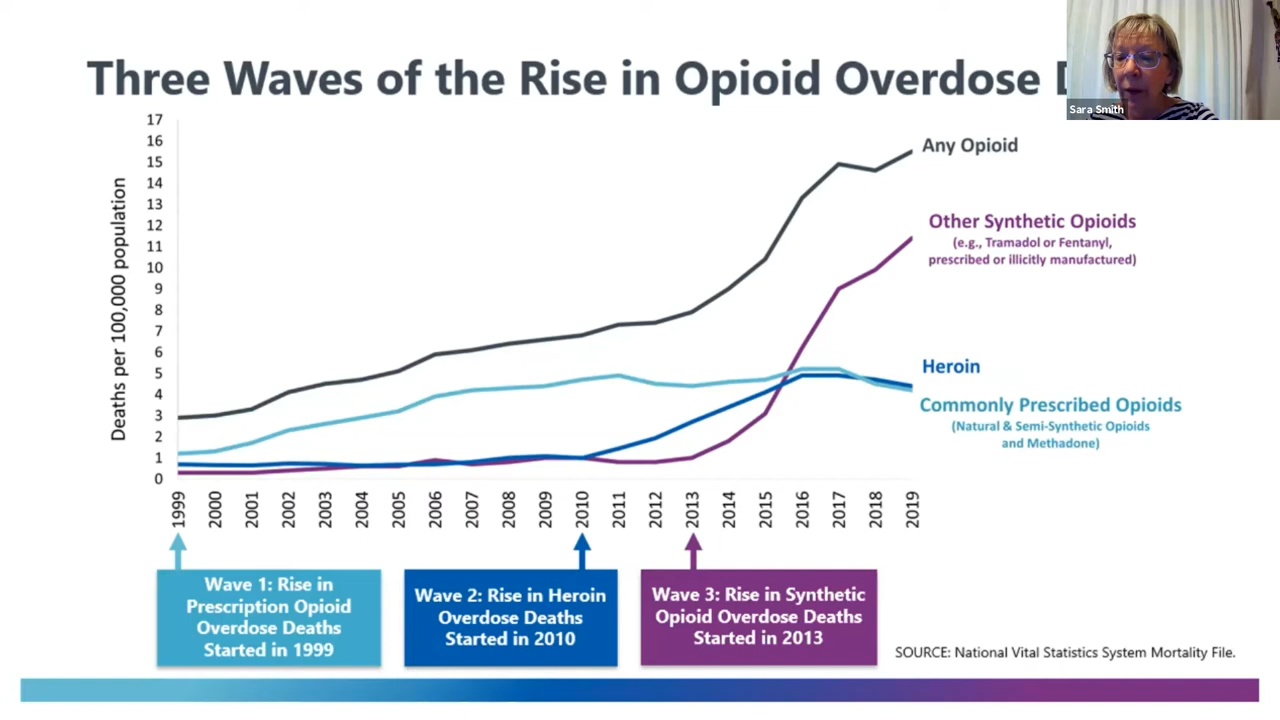 Three Waves of the Rise in Opioid Overdose
Sara Smith
17
16
15
14
13
12
11
10
9
8
7
6
5
4
3
2
1
0
Deaths per 100,000 population
Any Opioid
Other Synthetic Opioids
(e.g., Tramadol or Fentanyl,
prescribed or illicitly manufactured)
Heroin
Commonly Prescribed Opioids
(Natural & Semi-Synthetic Opioids
and Methadone)
1999
2000
2001
2002
2003
2004
2005
2006
2007
2008
2009
2010
2011
2012
2013
2014
2015
2016
2017
2018
2019
Wave 1: Rise in
Prescription Opioid
Overdose Deaths
Started in 1999
Wave 2: Rise in Heroin
Overdose Deaths
Started in 2010
Wave 3: Rise in Synthetic
Opioid Overdose Deaths
Started in 2013
SOURCE: National Vital Statistics System Mortality File.